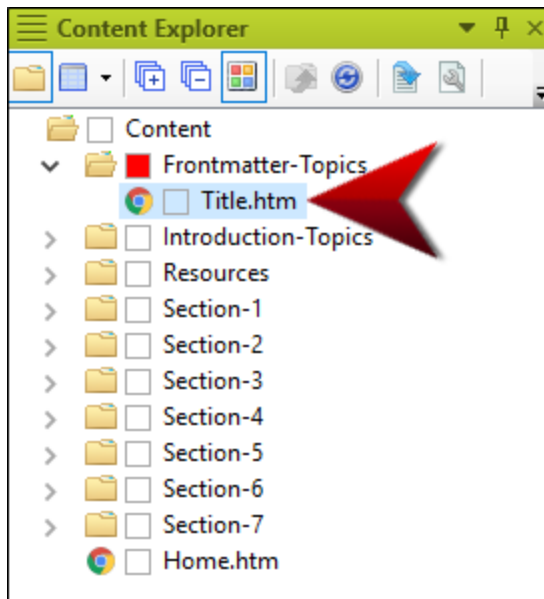 Content Explorer
Content
Frontmatter-Topics
Title.htm
Introduction-Topics
Resources
Section-1
Section-2
Section-3
Section-4
Section-5
Section-6
Section-7
Home.htm